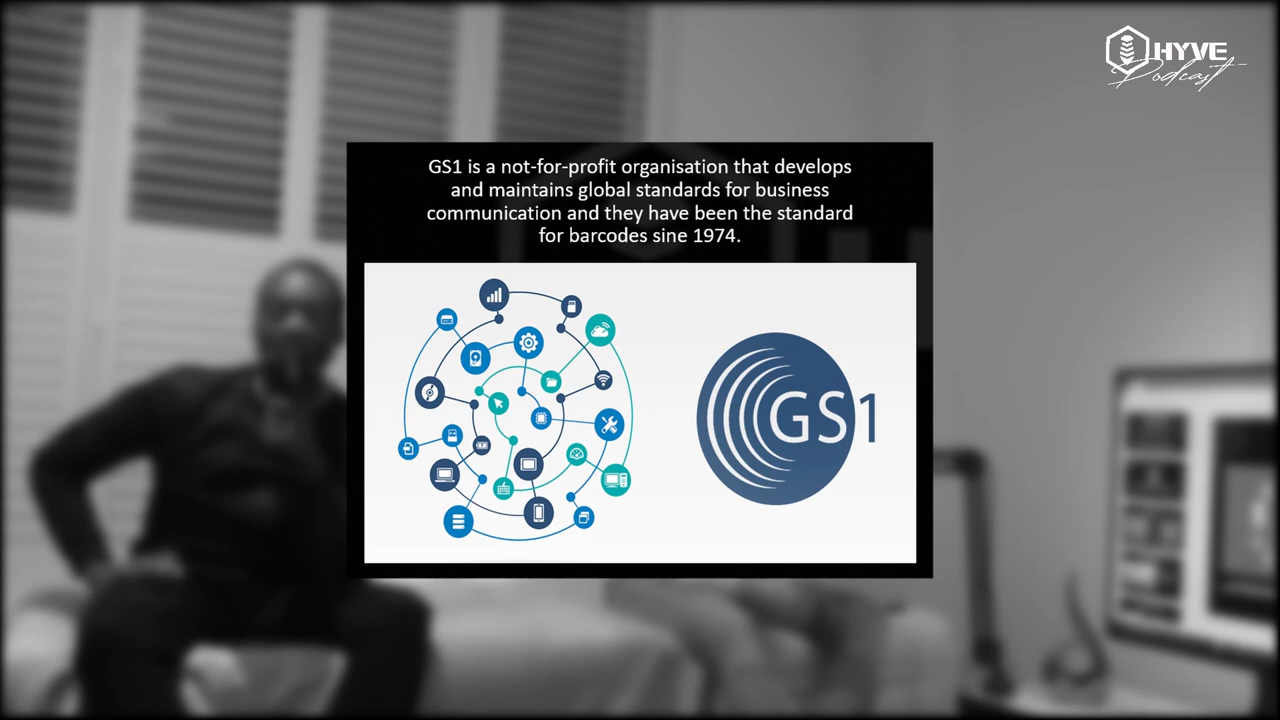 HYVE
Podcast
GS1 is a not-for-profit organisation that develops
and maintains global standards for business
communication and they have been the standard
for barcodes sine 1974.
GS1